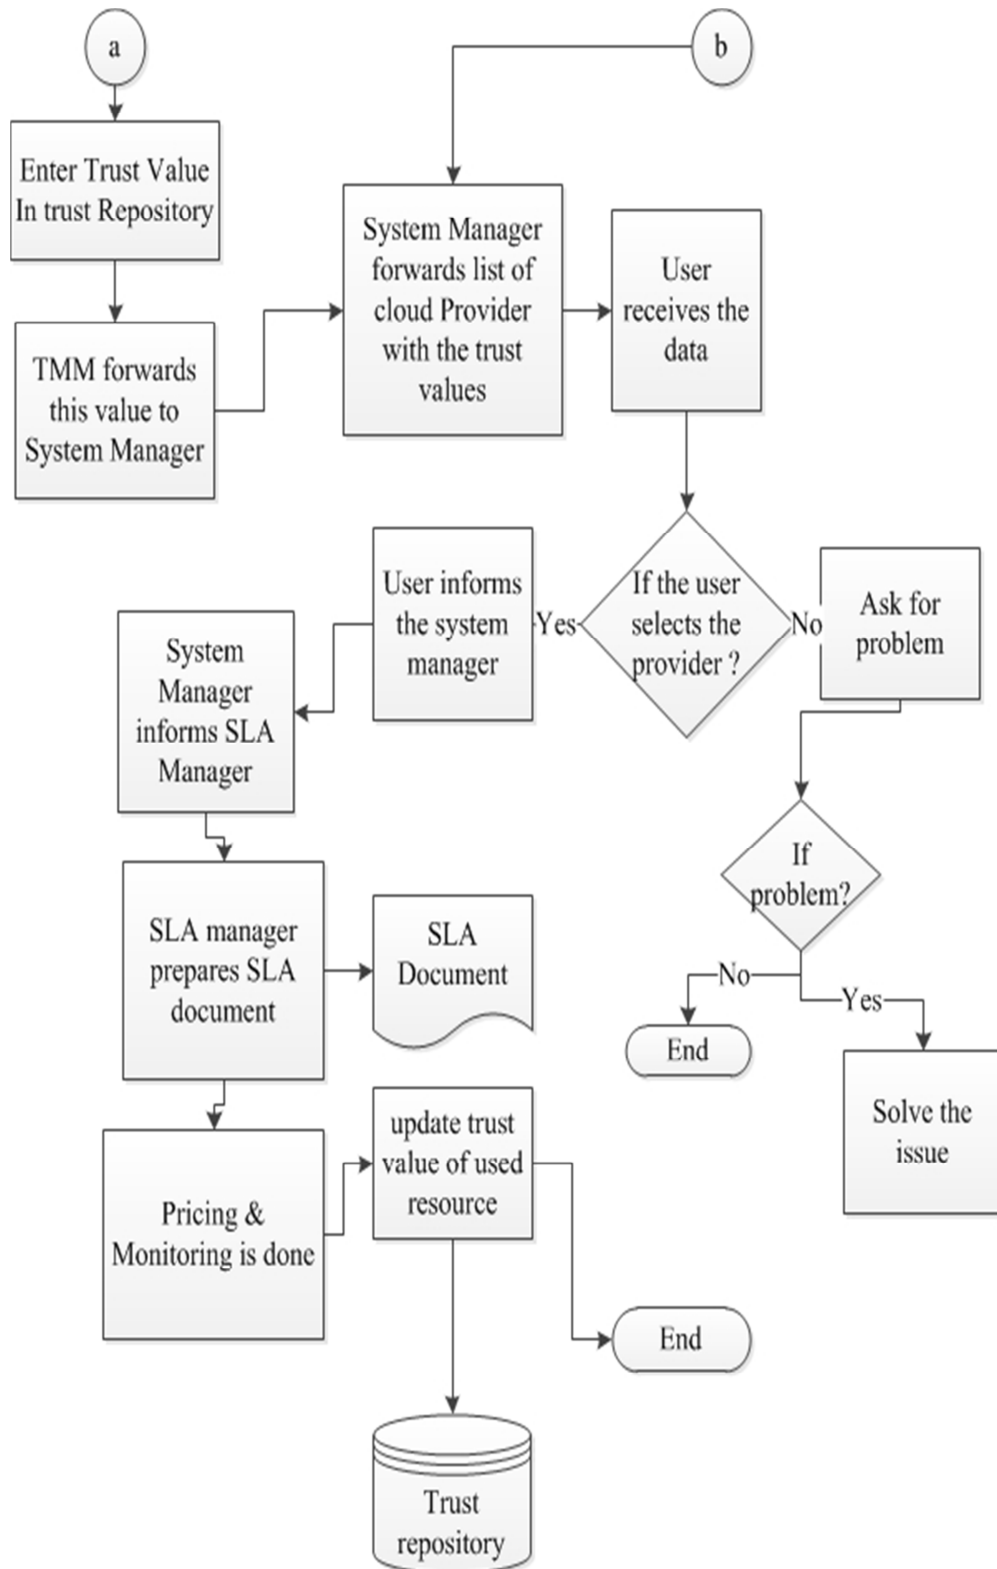 a
b
Enter Trust Value
In trust Repository
System Manager
forwards list of
cloud Provider
with the trust
values
User
receives the
data
TMM forwards
this value to
System Manager
User informs
the system
manager
Yes
If the user
selects the
provider ?
No
Ask for
problem
System
Manager
informs SLA
Manager
If
problem?
SLA manager
prepares SLA
document
SLA
Document
No
Yes
End
Solve the
issue
update trust
value of used
resource
Pricing &
Monitoring is done
End
Trust
repository